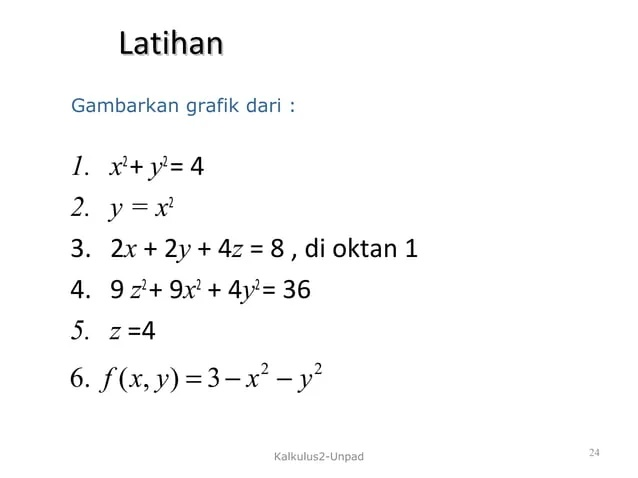 Latihan
Gambarkan grafik dari :
1. x²+ y²= 4
2. y = x²
3. 2x + 2y + 4z = 8 , di oktan 1
4. 9 z²+ 9x² + 4y²= 36
5. z =4
6. f (x, y) = 3 − x² − y²
Kalkulus2-Unpad
24